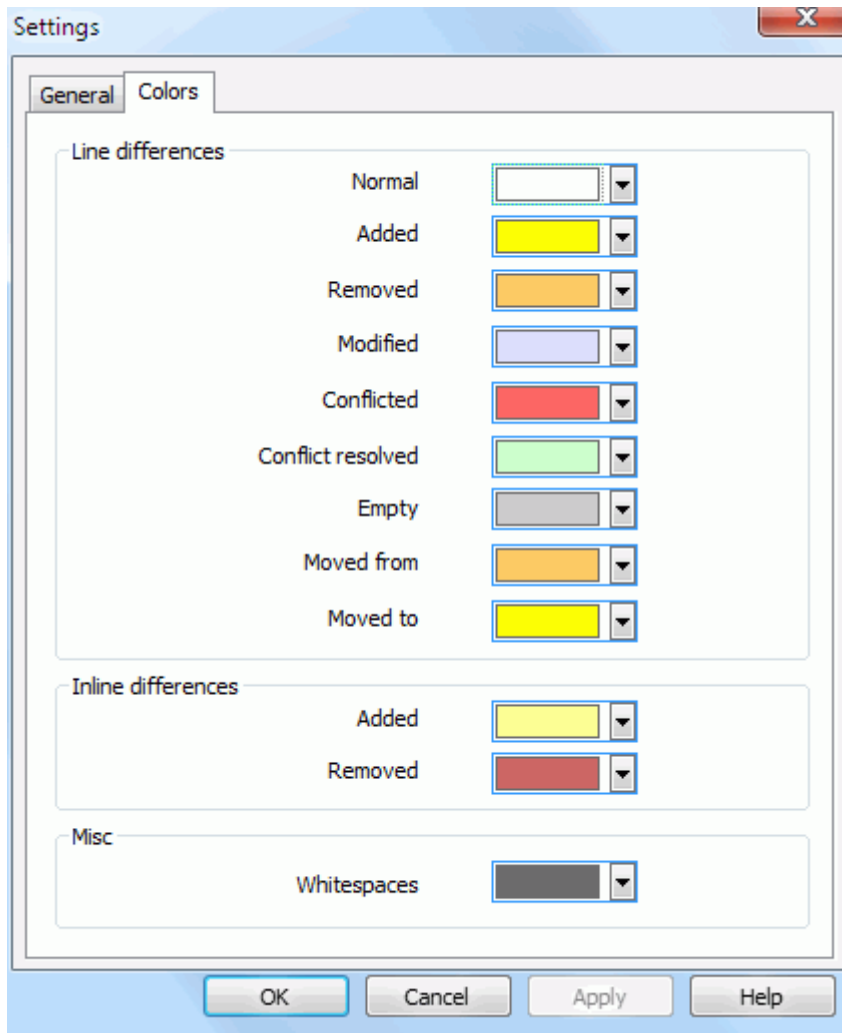 Settings
General Colors
Line differences
Normal
Added
Removed
Modified
Conflicted
Conflict resolved
Empty
Moved from
Moved to
Inline differences
Added
Removed
Misc
Whitespaces
OK Cancel Apply Help